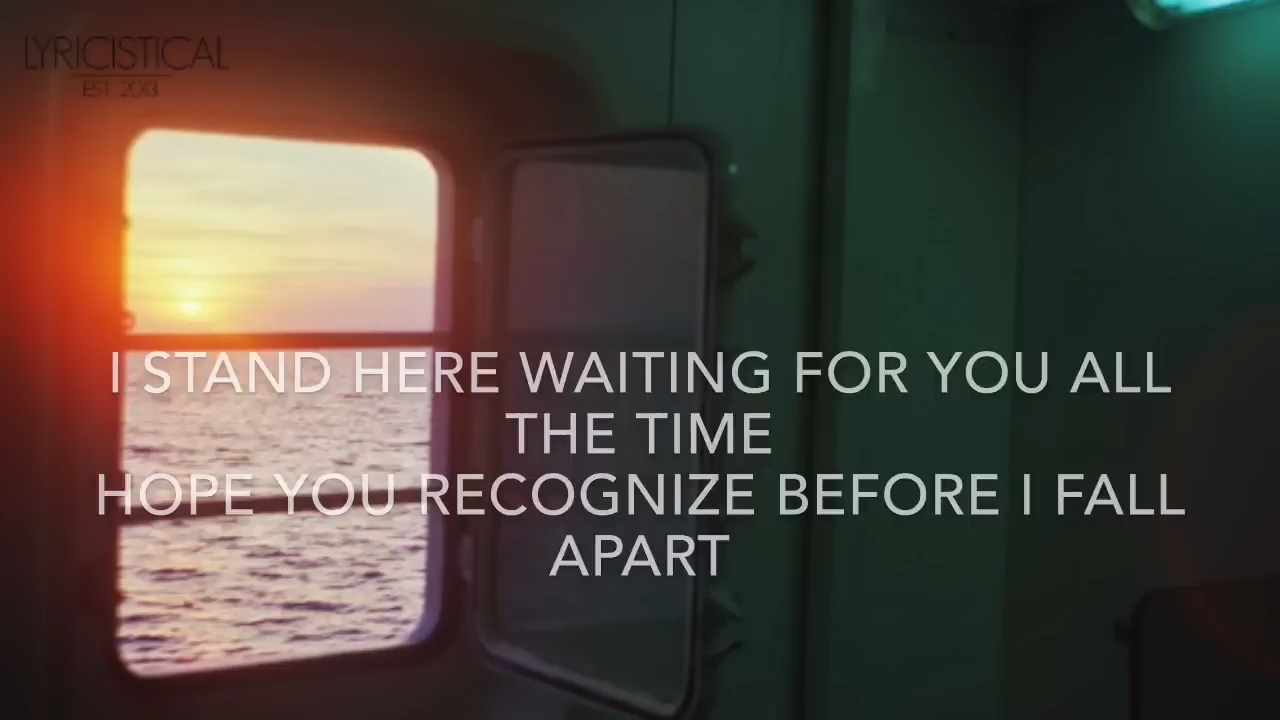 LYRICISTICAL
EST. 2013
I STAND HERE WAITING FOR YOU ALL
THE TIME
HOPE YOU RECOGNIZE BEFORE I FALL
APART